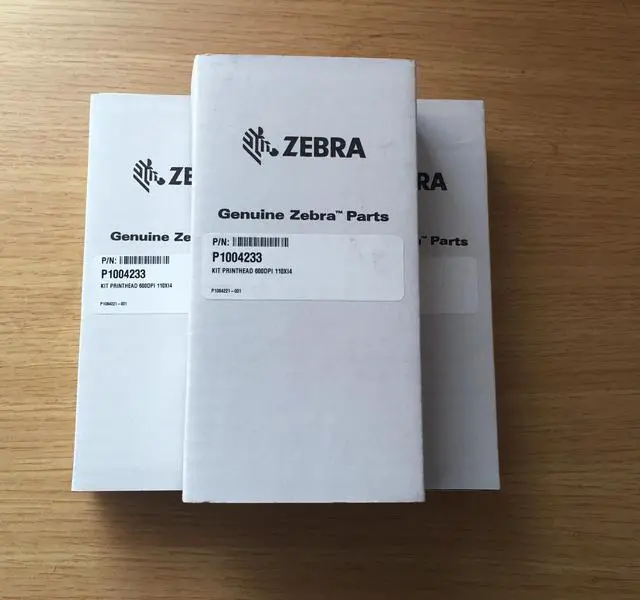 ZEBRA
Genuine Zebra™ Parts
P/N:
P1004233
KIT PRINTHEAD 600DPI 110XI4
P1004221-001
ZE
Genuine Ze
P/N:
P1004233
KIT PRINTHEAD 600DPI 110XI4
P1004221-001
RA
™ Parts